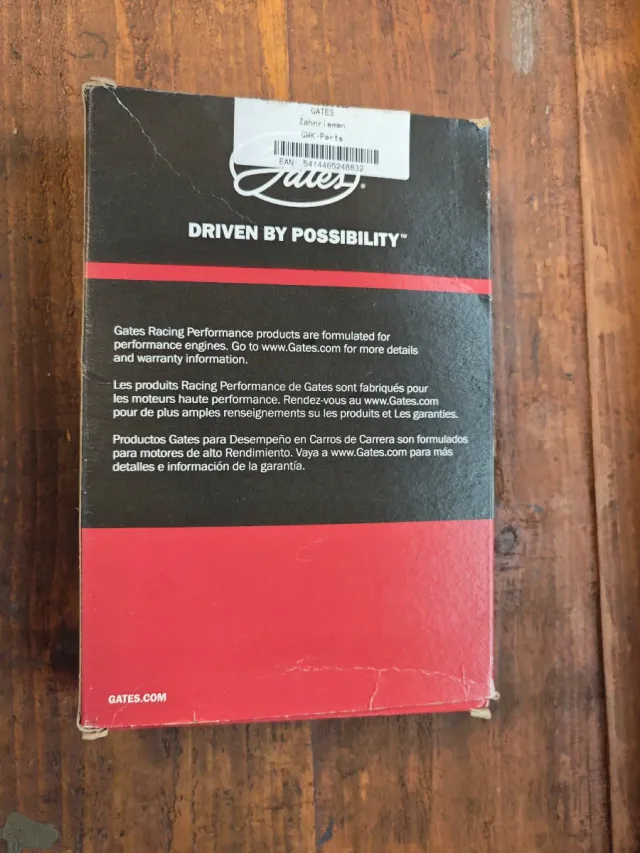 GATES
Zahnriemen
GWK-Parts
EAN: 5414465248832
Gates®
DRIVEN BY POSSIBILITY™
Gates Racing Performance products are formulated for
performance engines. Go to www.Gates.com for more details
and warranty information.
Les produits Racing Performance de Gates sont fabriqués pour
les moteurs haute performance. Rendez-vous au www.Gates.com
pour de plus amples renseignements su les produits et Les garanties.
Productos Gates para Desempeño en Carros de Carrera son formulados
para motores de alto Rendimiento. Vaya a www.Gates.com para más
detalles e información de la garantía.
GATES.COM